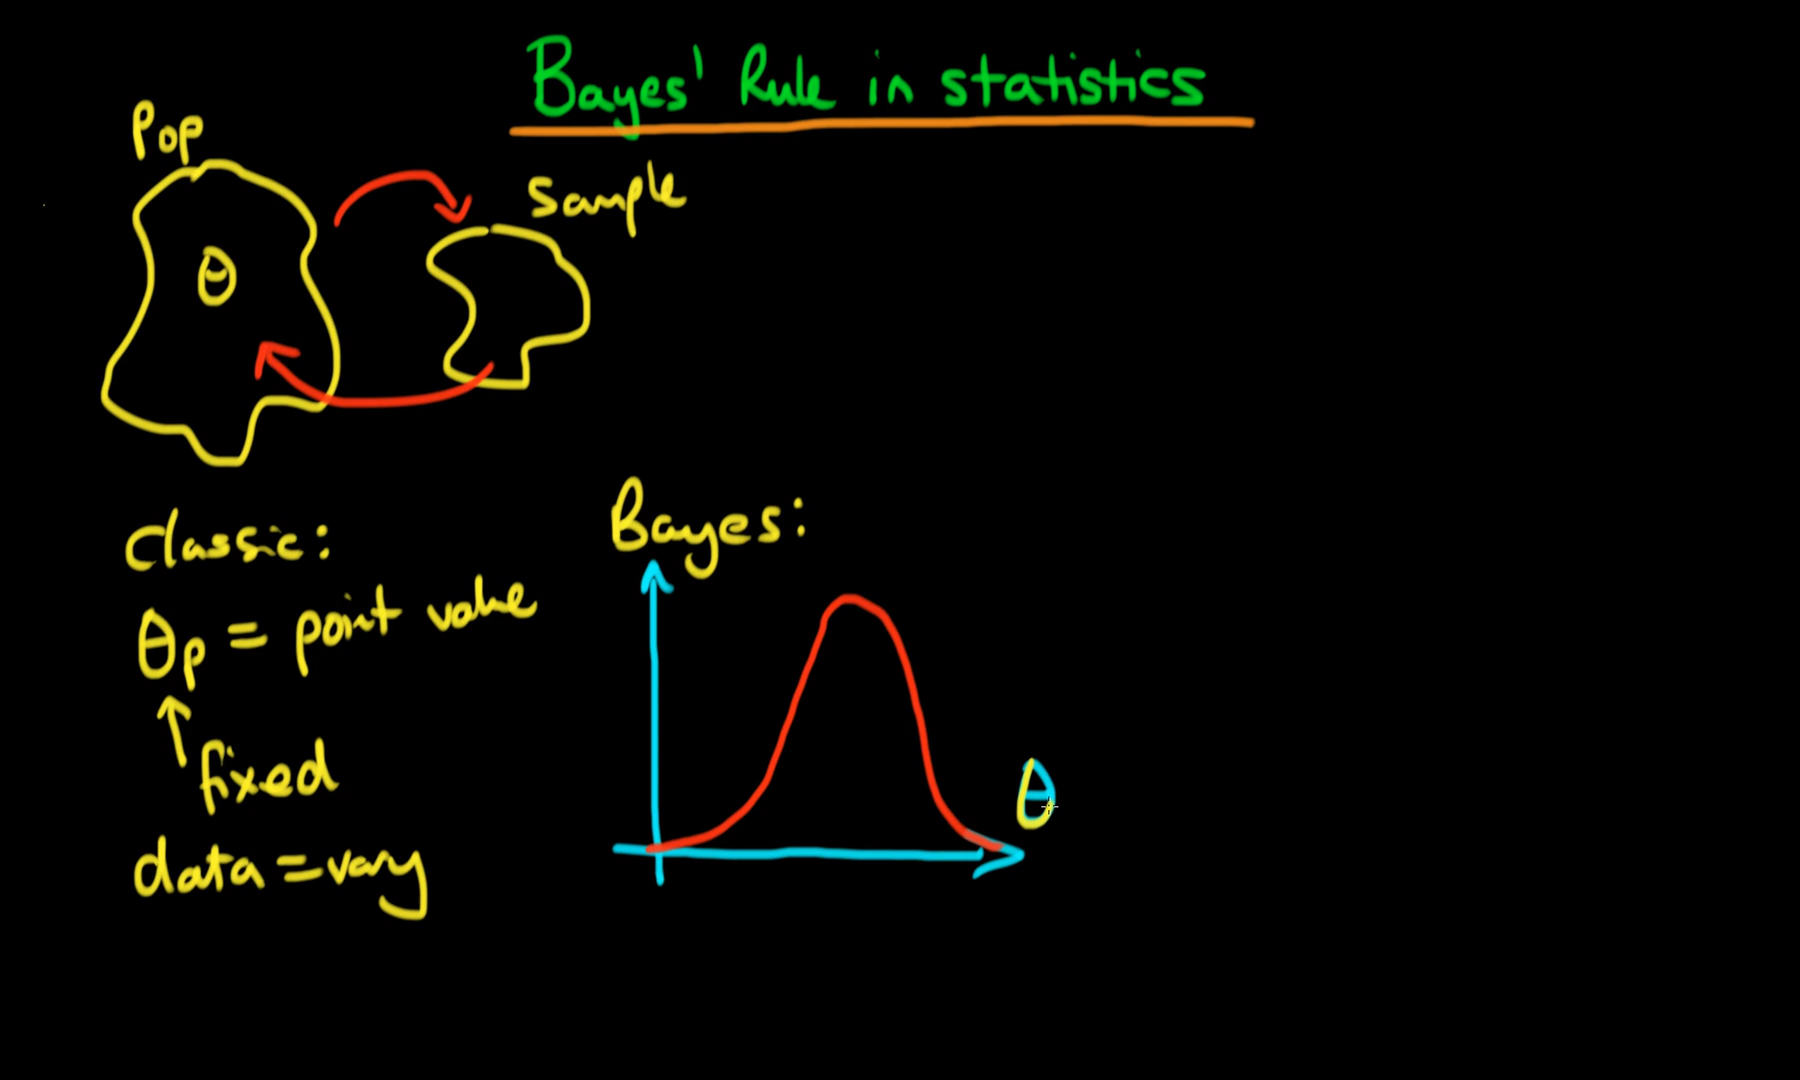 Bayes' Rule in statistics
Pop
Sample
θ
Classic:
θp = point value
fixed
data = vary
Bayes:
θ